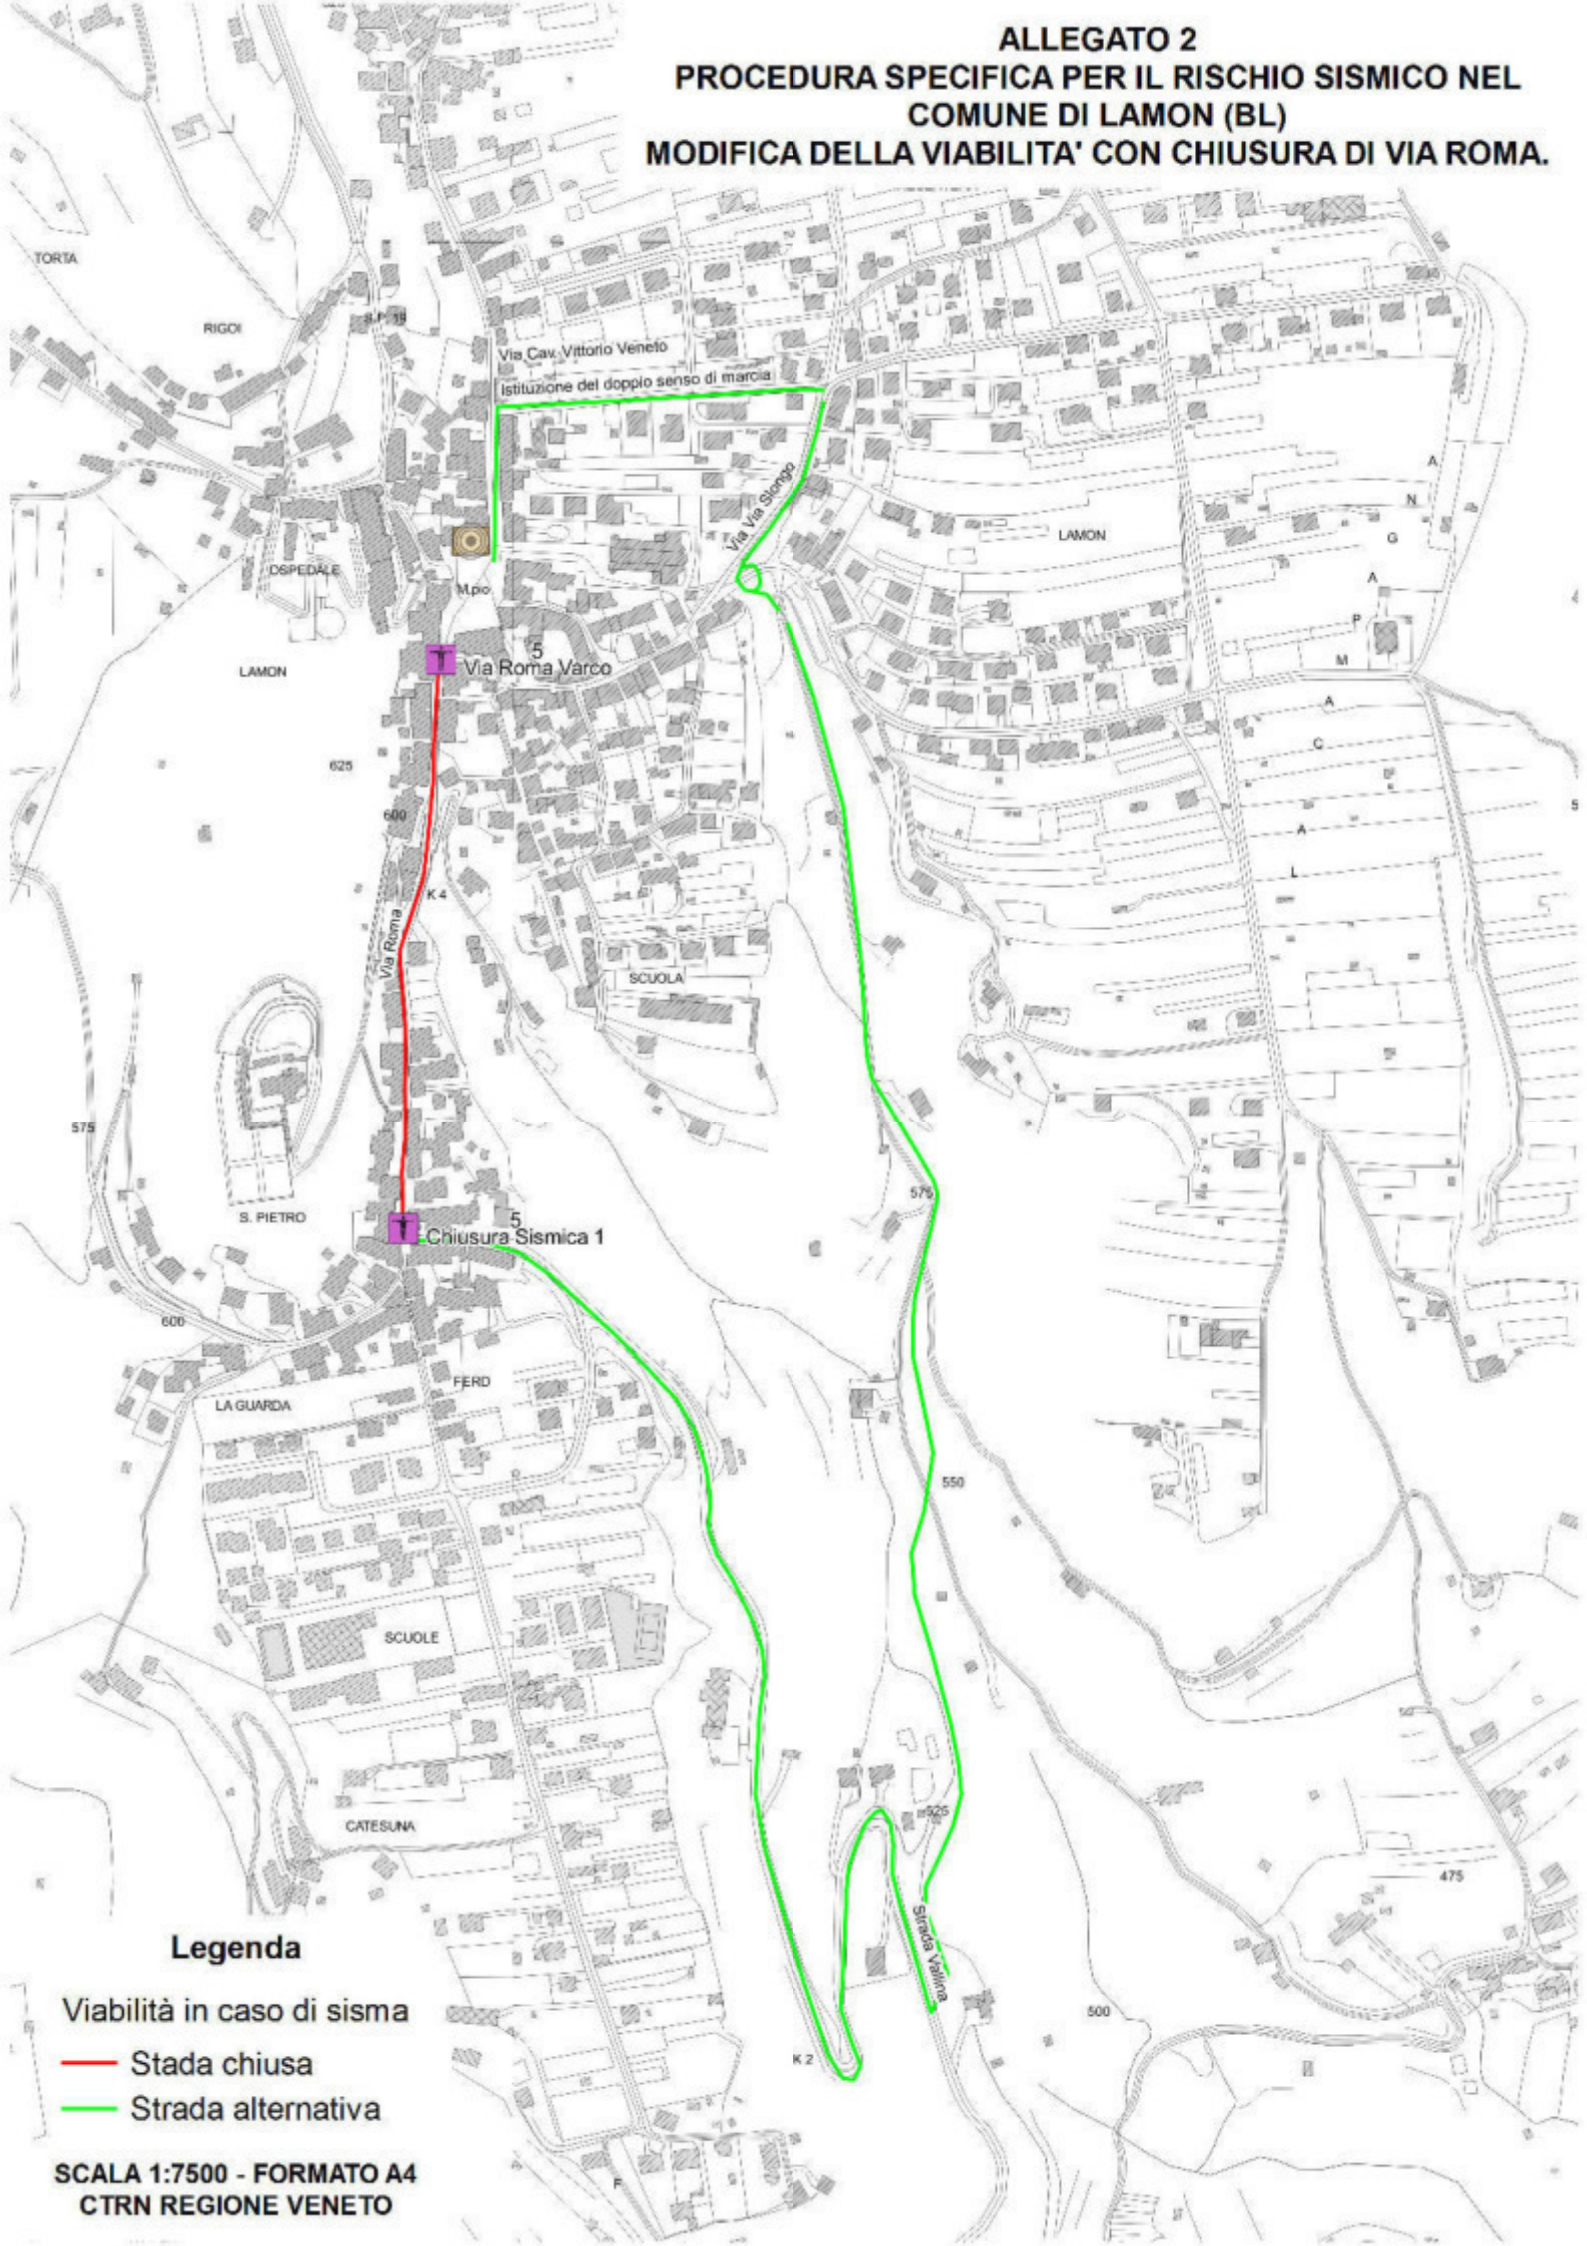 ALLEGATO 2
PROCEDURA SPECIFICA PER IL RISCHIO SISMICO NEL
COMUNE DI LAMON (BL)
MODIFICA DELLA VIABILITA' CON CHIUSURA DI VIA ROMA.
TORTA
RIGOI
S.P. 19
Via Cav. Vittorio Veneto
Istituzione del doppio senso di marcia
Via Via Slongo
LAMON
OSPEDALE
M.pio
5
Via Roma Varco
LAMON
625
600
K 4
Via Roma
SCUOLA
C A M P A G N A
L A
575
S. PIETRO
5
Chiusura Sismica 1
575
600
FERD
LA GUARDA
550
SCUOLE
CATESUNA
525
475
Strada Vallina
500
K 2
F
Legenda
Viabilità in caso di sisma
Stada chiusa
Strada alternativa
SCALA 1:7500 - FORMATO A4
CTRN REGIONE VENETO